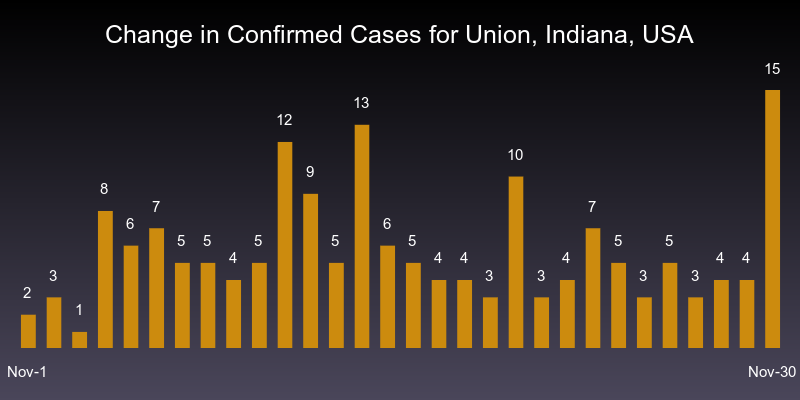 Change in Confirmed Cases for Union, Indiana, USA
2 3 1 8 6 7 5 5 4 5 12 9 5 13 6 5 4 4 3 10 3 4 7 5 3 5 3 4 4 15
Nov-1 Nov-30